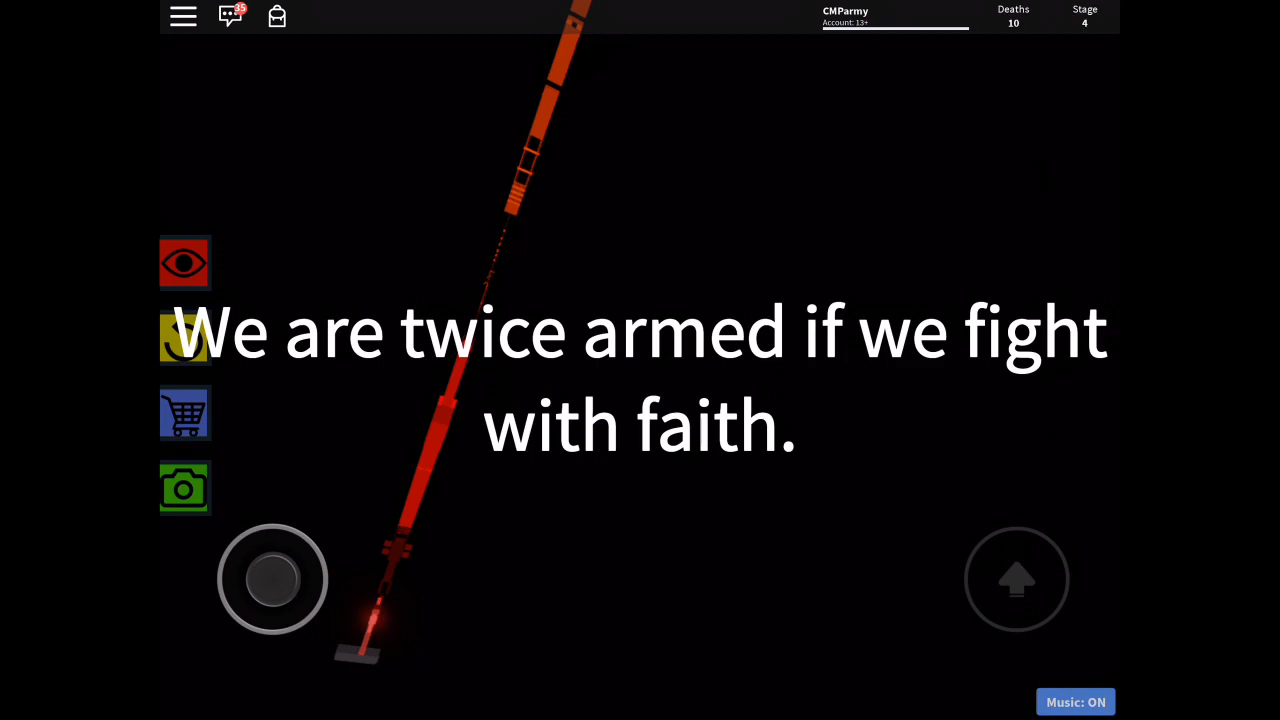 35
CMParmy
Account: 13+
Deaths
10
Stage
4
We are twice armed if we fight
with faith.
Music: ON